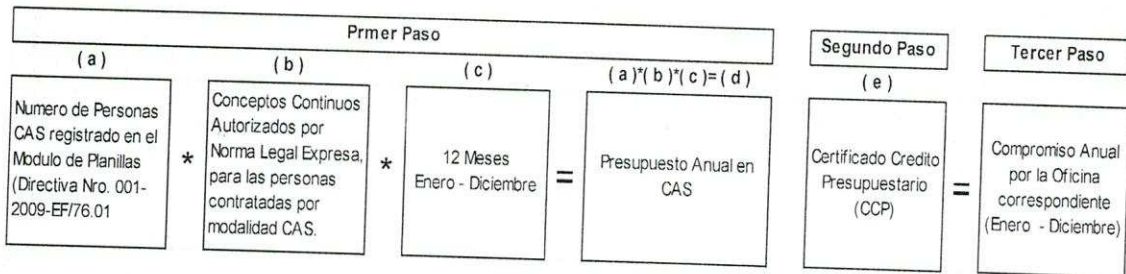 Prmer Paso
Segundo Paso
Tercer Paso
( a )
( b )
( c )
( a )*( b )*( c )= ( d )
( e )
Numero de Personas
CAS registrado en el
Modulo de Planillas
(Directiva Nro. 001-
2009-EF/76.01
*
Conceptos Continuos
Autorizados por
Norma Legal Expresa,
para las personas
contratadas por
modalidad CAS.
*
12 Meses
Enero - Diciembre
=
Presupuesto Anual en
CAS
Certificado Credito
Presupuestario
(CCP)
=
Compromiso Anual
por la Oficina
correspondiente
(Enero - Diciembre)